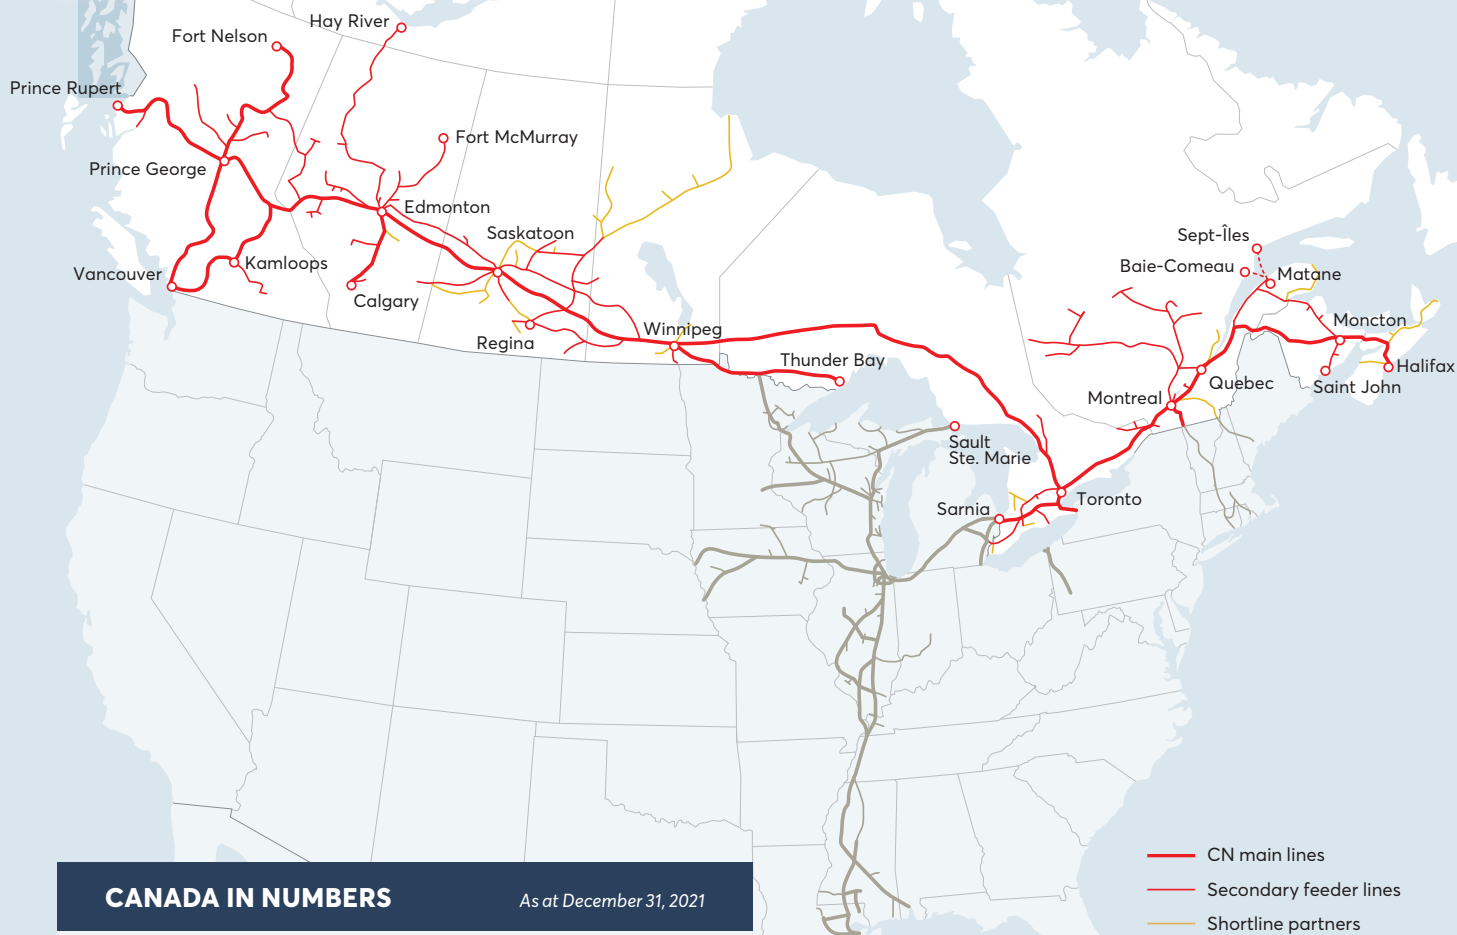 Hay River
Fort Nelson
Prince Rupert
Fort McMurray
Prince George
Edmonton
Saskatoon
Sept-Îles
Baie-Comeau
Matane
Kamloops
Vancouver
Calgary
Regina
Winnipeg
Moncton
Thunder Bay
Halifax
Quebec
Saint John
Montreal
Sault
Ste. Marie
Toronto
Sarnia
CN main lines
Secondary feeder lines
Shortline partners
CANADA IN NUMBERS
As at December 31, 2021